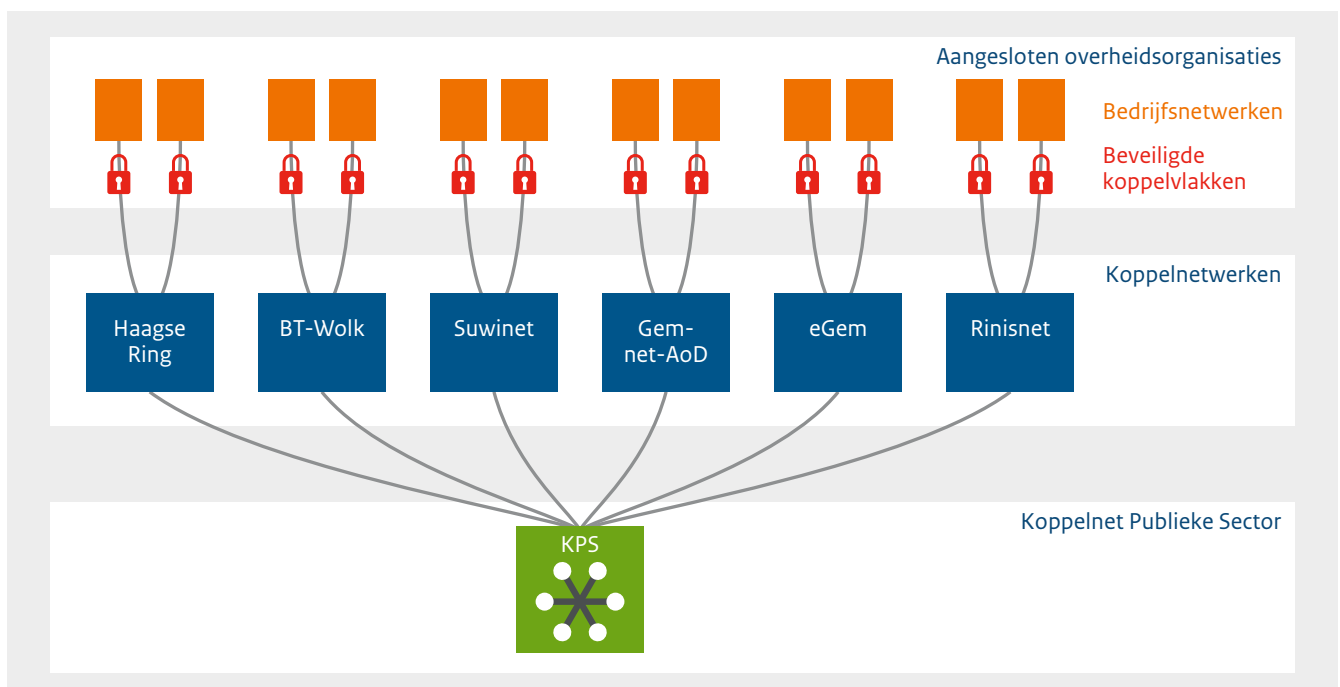 Aangesloten overheidsorganisaties
Bedrijfsnetwerken
Beveiligde
koppelvlakken
Koppelnetwerken
Haagse
Ring
BT-Wolk
Suwinet
Gem-
net-AoD
eGem
Rinisnet
Koppelnet Publieke Sector
KPS